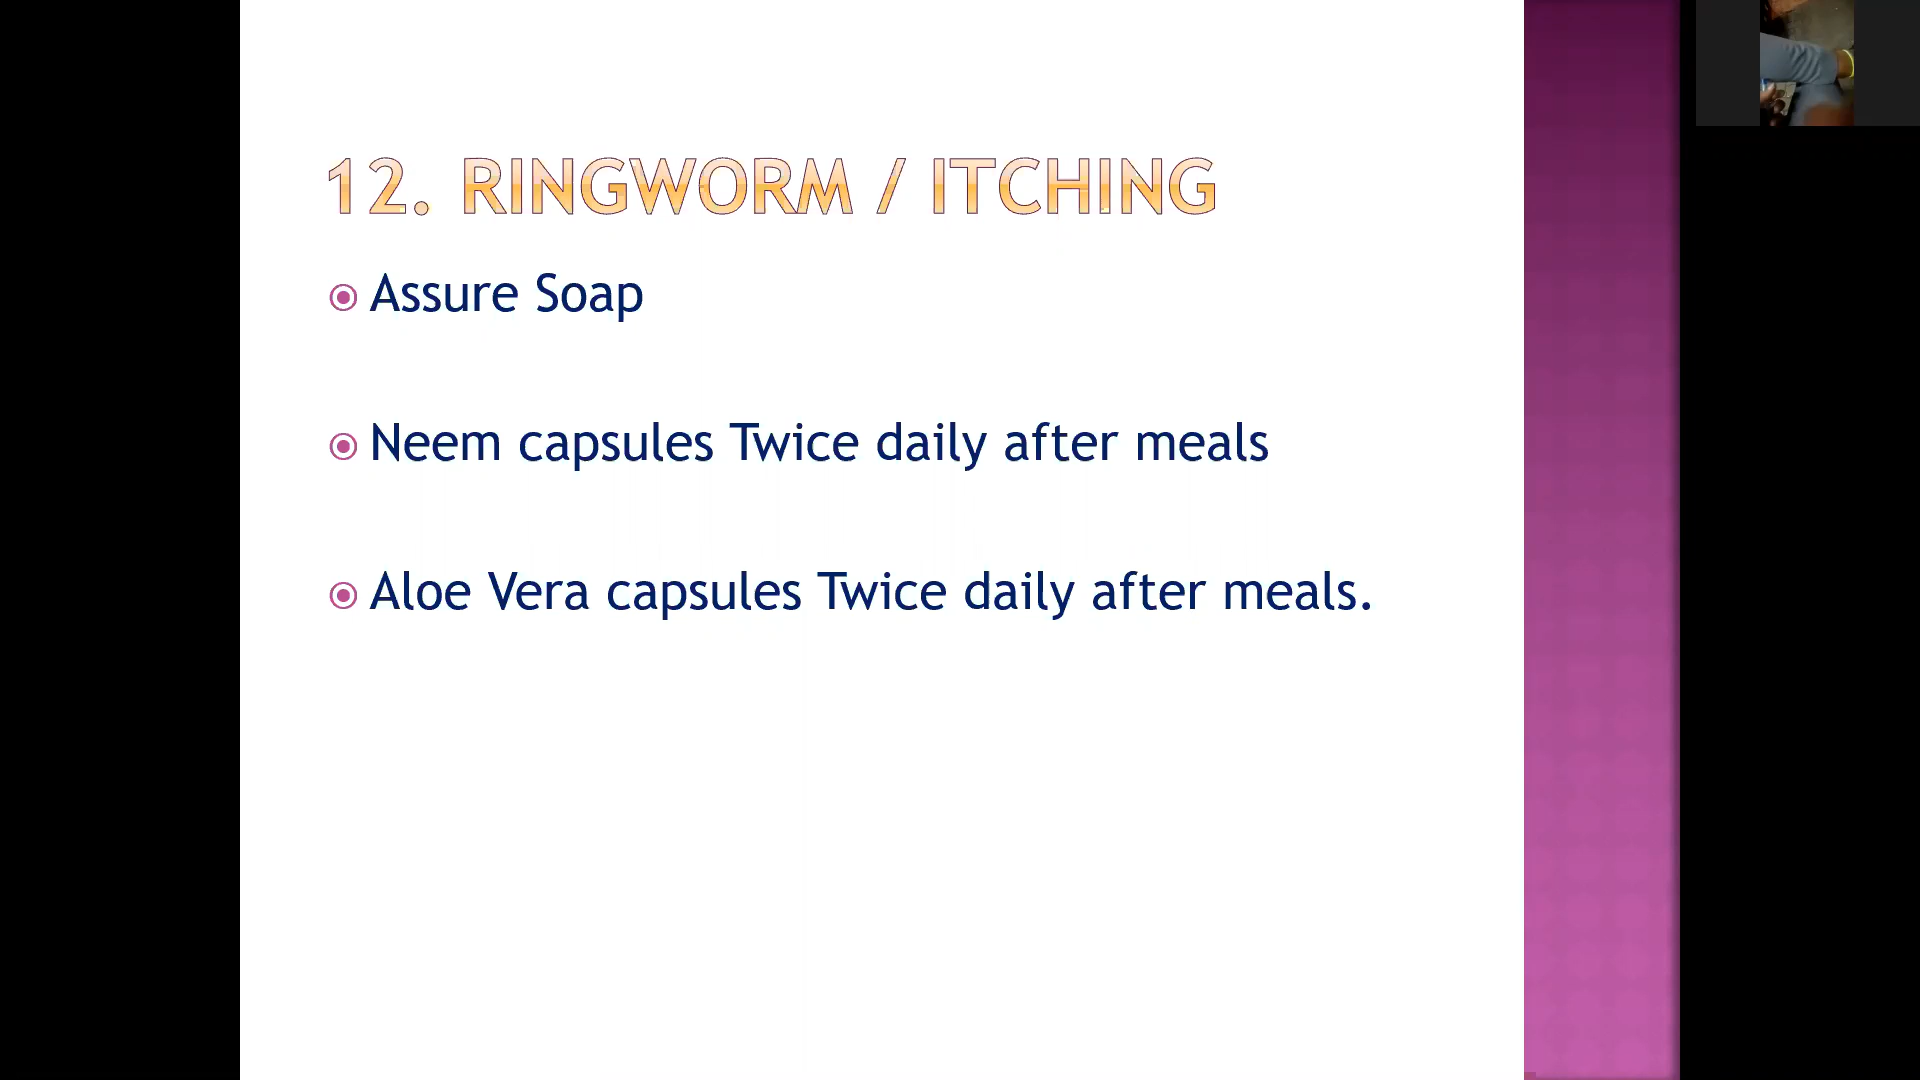 12. RINGWORM / ITCHING
Assure Soap
Neem capsules Twice daily after meals
Aloe Vera capsules Twice daily after meals.